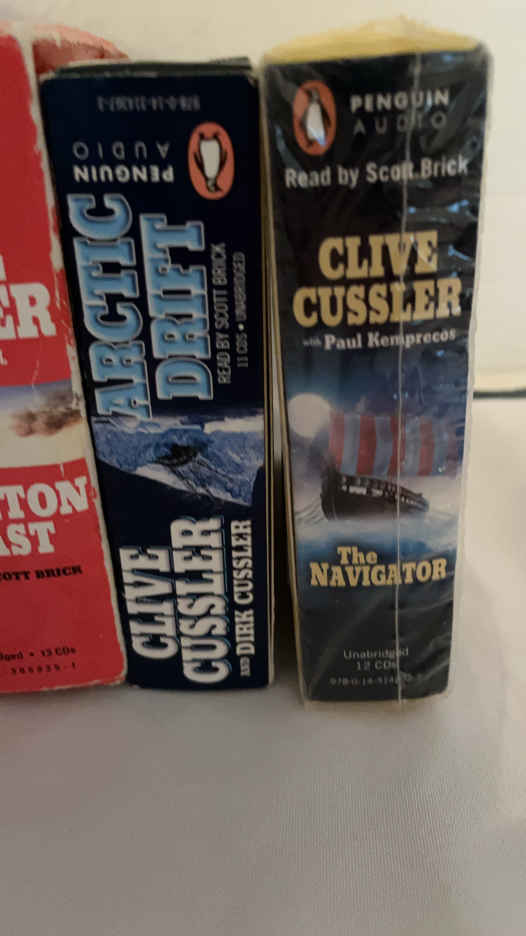 ER
TON
AST
COTT BRICK
dged • 13 CDs
PENGUIN
AUDIO
ARCTIC
DRIFT
READ BY SCOTT BRICK
11 CDS • UNABRIDGED
CLIVE
CUSSLER
AND DIRK CUSSLER
PENGUIN
AUDIO
Read by Scott Brick
CLIVE
CUSSLER
with Paul Kemprecos
The
NAVIGATOR
Unabridged
12 CDs